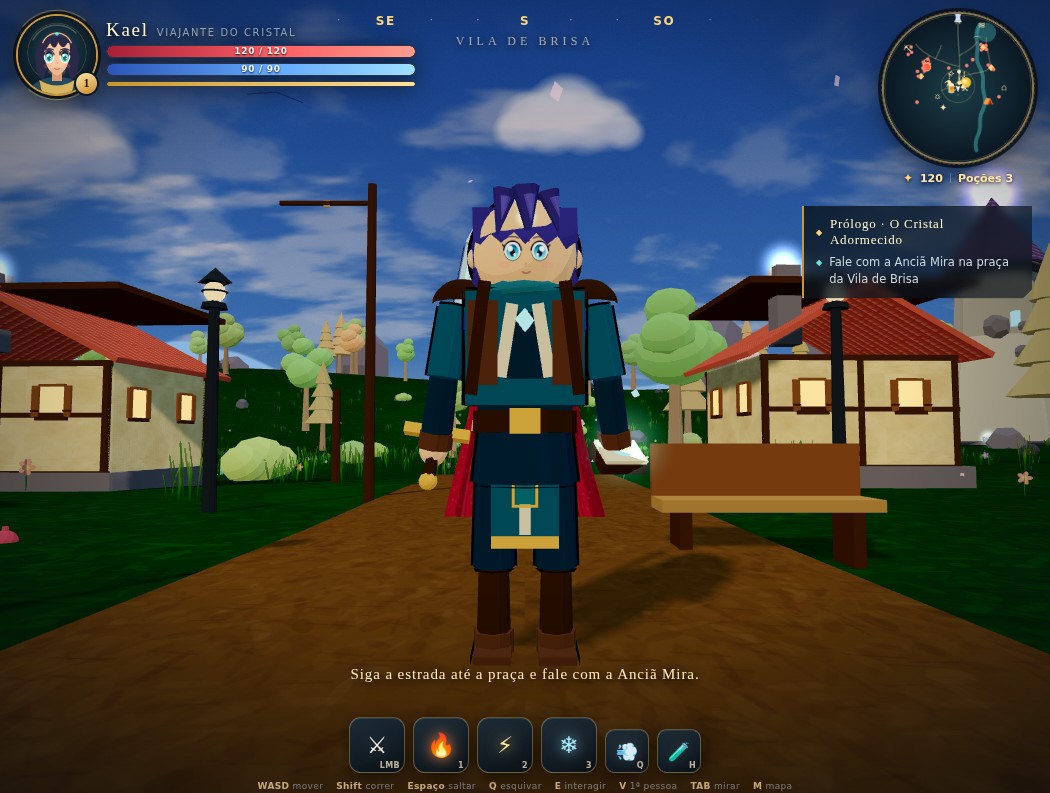 SE S SO
Kael VIAJANTE DO CRISTAL
VILA DE BRISA
120 / 120
90 / 90
1
120 | Poções 3
Prólogo · O Cristal
Adormecido
Fale com a Anciã Mira na praça
da Vila de Brisa
Siga a estrada até a praça e fale com a Anciã Mira.
LMB 1 2 3 Q H
WASD mover Shift correr Espaço saltar Q esquivar E interagir V 1ª pessoa TAB mirar M mapa